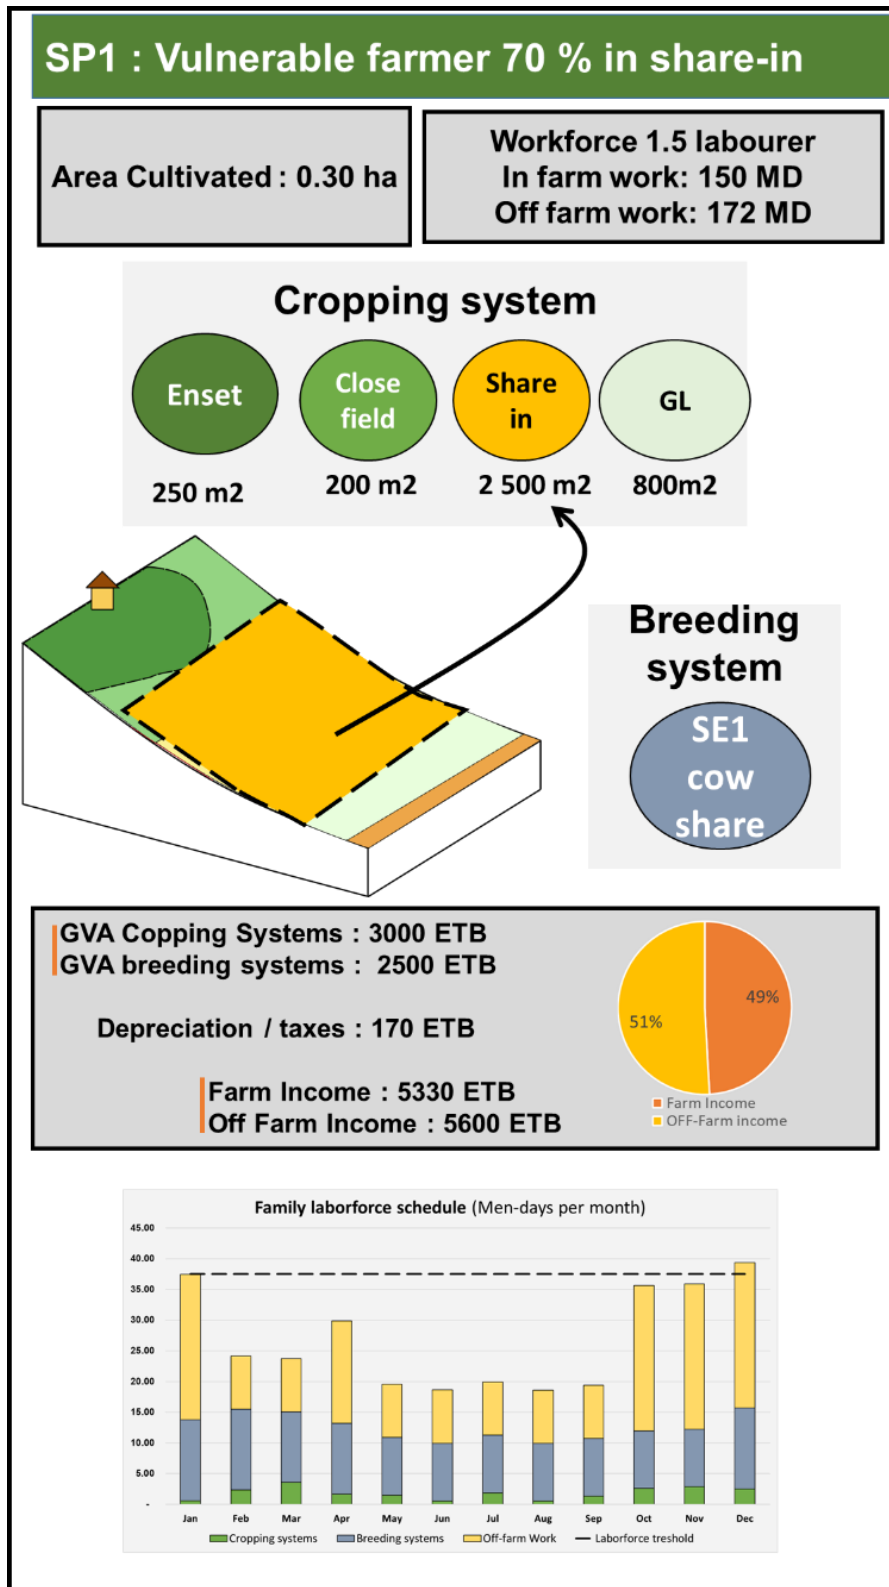 SP1 : Vulnerable farmer 70 % in share-in
Area Cultivated : 0.30 ha
Workforce 1.5 labourer
In farm work: 150 MD
Off farm work: 172 MD
Cropping system
Enset
Close
field
Share
in
GL
250 m2
200 m2
2 500 m2
800m2
Breeding
system
SE1
cow
share
GVA Copping Systems : 3000 ETB
GVA breeding systems : 2500 ETB
Depreciation / taxes : 170 ETB
Farm Income : 5330 ETB
Off Farm Income : 5600 ETB
49%
51%
Farm Income
OFF-Farm income
Family laborforce schedule (Men-days per month)
45.00
40.00
35.00
30.00
25.00
20.00
15.00
10.00
5.00
-
Jan Feb Mar Apr May Jun Jul Aug Sep Oct Nov Dec
Cropping systems Breeding systems Off-farm Work Laborforce treshold